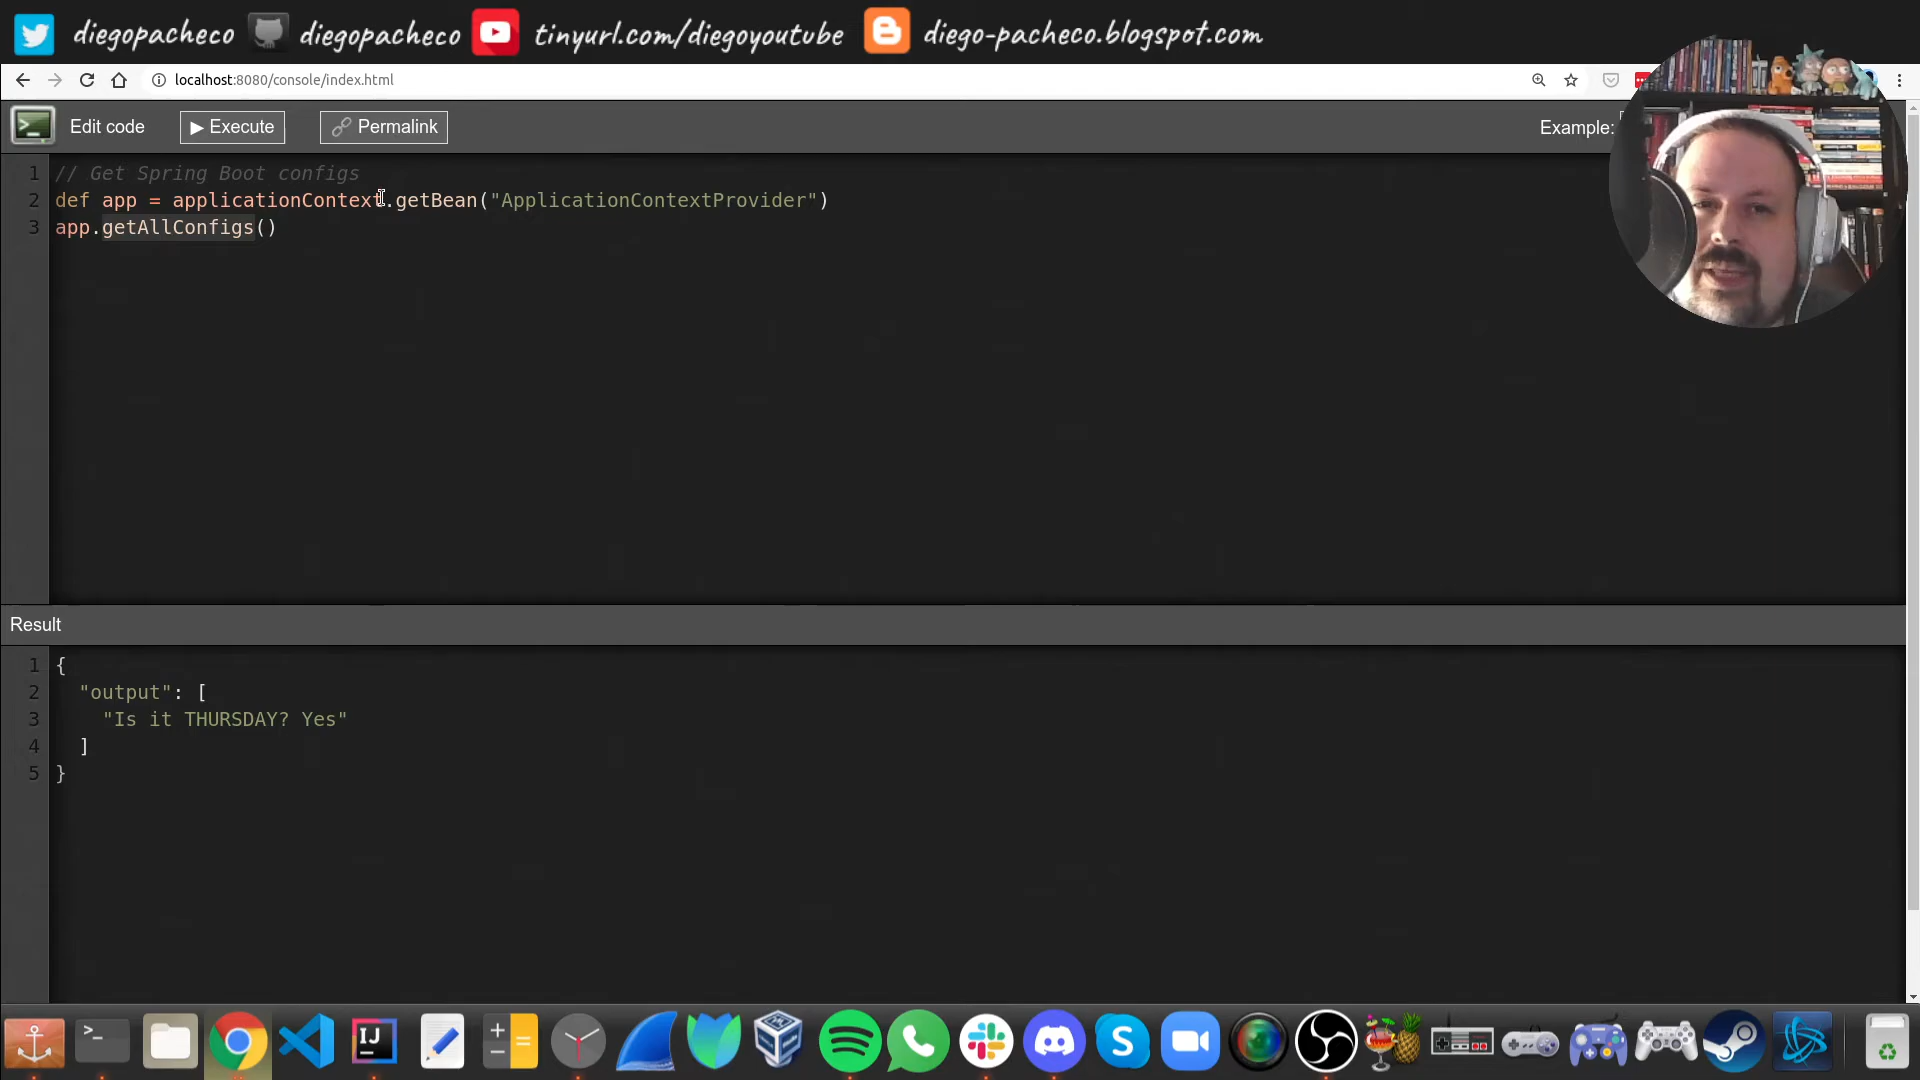 diegopacheco diegopacheco tinyurl.com/diegoyoutube diego-pacheco.blogspot.com
localhost:8080/console/index.html
Edit code ▶ Execute Permalink Example:
1 // Get Spring Boot configs
2 def app = applicationContext.getBean("ApplicationContextProvider")
3 app.getAllConfigs()
Result
1 {
2 "output": [
3 "Is it THURSDAY? Yes"
4 ]
5 }